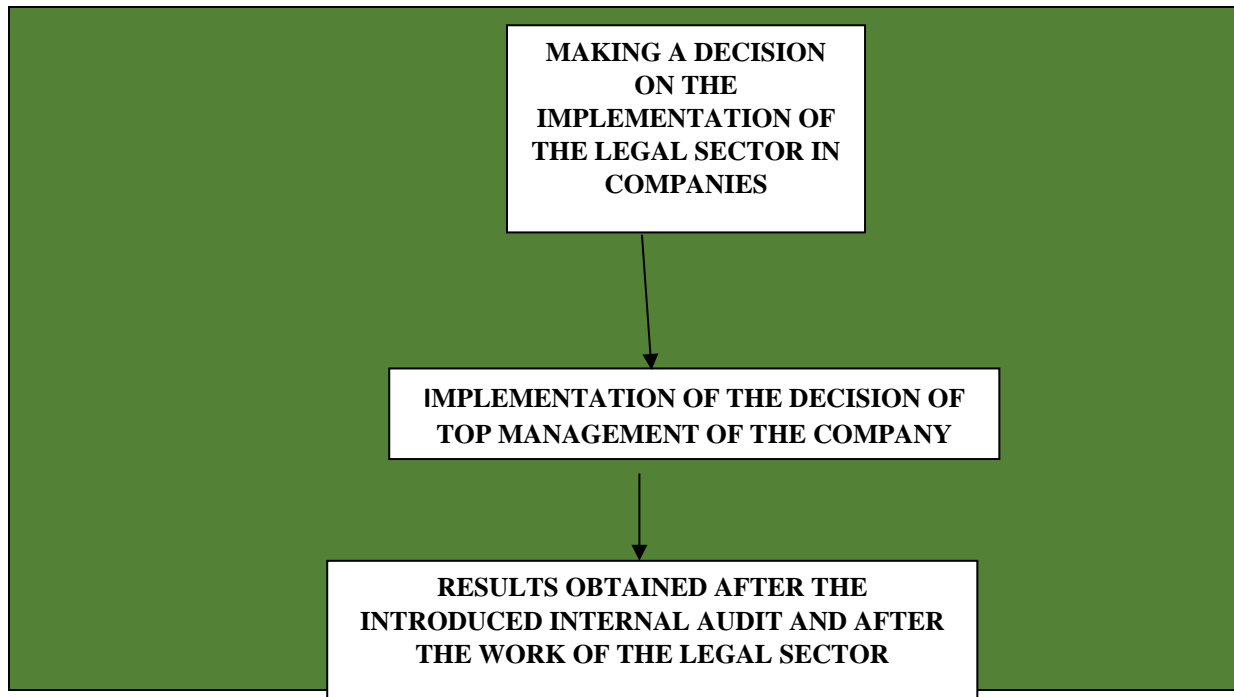 MAKING A DECISION
ON THE
IMPLEMENTATION OF
THE LEGAL SECTOR IN
COMPANIES
IMPLEMENTATION OF THE DECISION OF
TOP MANAGEMENT OF THE COMPANY
RESULTS OBTAINED AFTER THE
INTRODUCED INTERNAL AUDIT AND AFTER
THE WORK OF THE LEGAL SECTOR